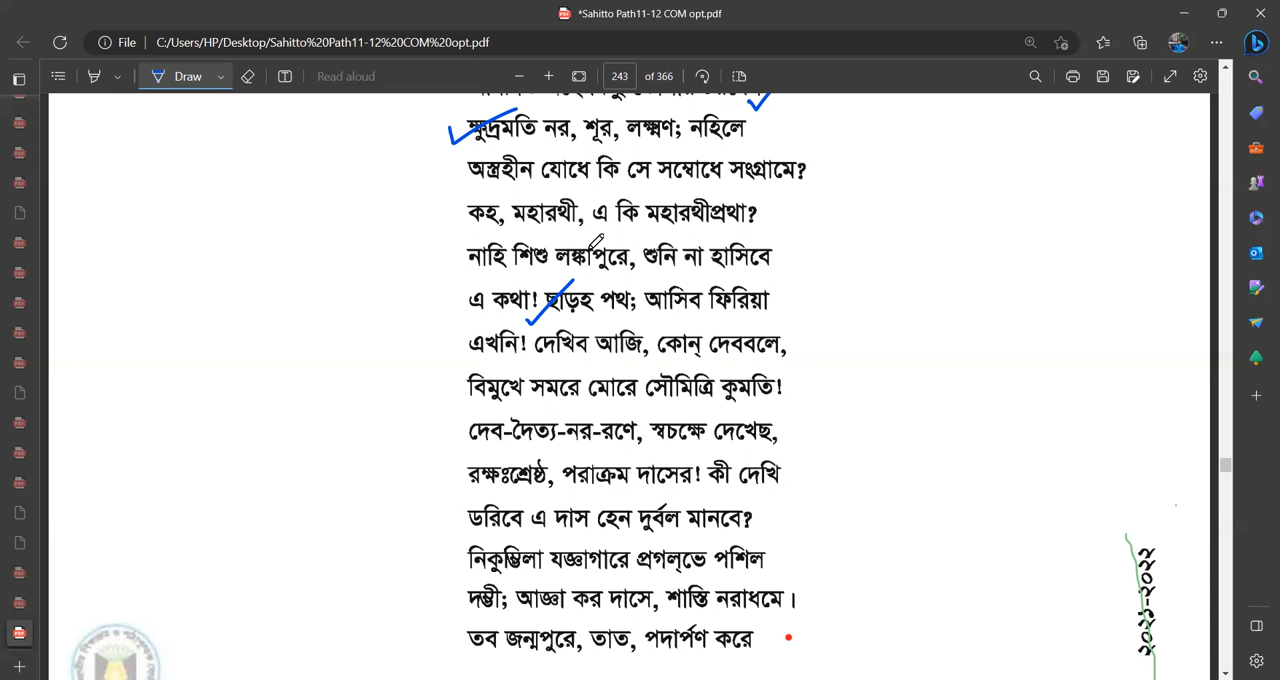 *Sahitto Path11-12 COM opt.pdf
File C:/Users/HP/Desktop/Sahitto%20Path11-12%20COM%20opt.pdf
Draw Read aloud 243 of 366
ক্ষুদ্রমতি নর, শূর, লক্ষ্মণ; নহিলে
অস্ত্রহীন যোধে কি সে সম্বোধে সংগ্রামে?
কহ, মহারথী, এ কি মহারথীপ্রথা?
নাহি শিশু লঙ্কাপুরে, শুনি না হাসিবে
এ কথা! ছাড়হ পথ; আসিব ফিরিয়া
এখনি! দেখিব আজি, কোন্ দেববলে,
বিমুখে সমরে মোরে সৌমিত্রি কুমতি!
দেব-দৈত্য-নর-রণে, স্বচক্ষে দেখেছ,
রক্ষঃশ্রেষ্ঠ, পরাক্রম দাসের! কী দেখি
ডরিবে এ দাস হেন দুর্বল মানবে?
নিকুম্ভিলা যজ্ঞাগারে প্রগল্‌ভে পশিল
দম্ভী; আজ্ঞা কর দাসে, শাস্তি নরাধমে।
তব জন্মপুরে, তাত, পদার্পণ করে
২০২১-২০২২